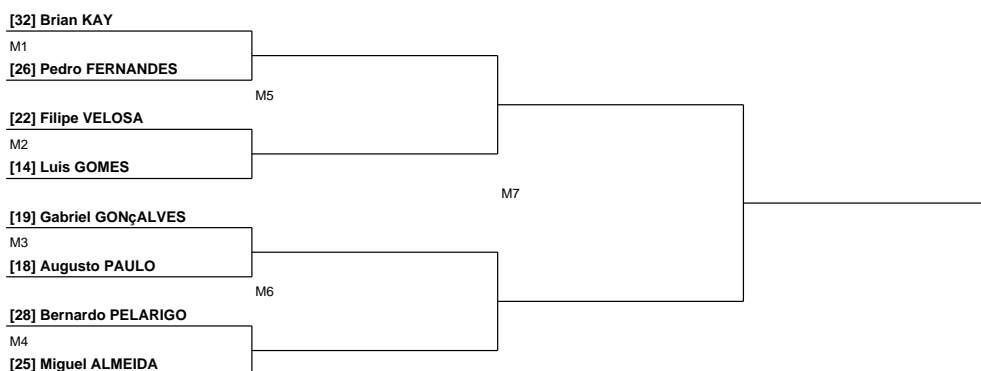 [32] Brian KAY
M1
[26] Pedro FERNANDES
M5
[22] Filipe VELOSA
M2
[14] Luis GOMES
M7
[19] Gabriel GONçALVES
M3
[18] Augusto PAULO
M6
[28] Bernardo PELARIGO
M4
[25] Miguel ALMEIDA